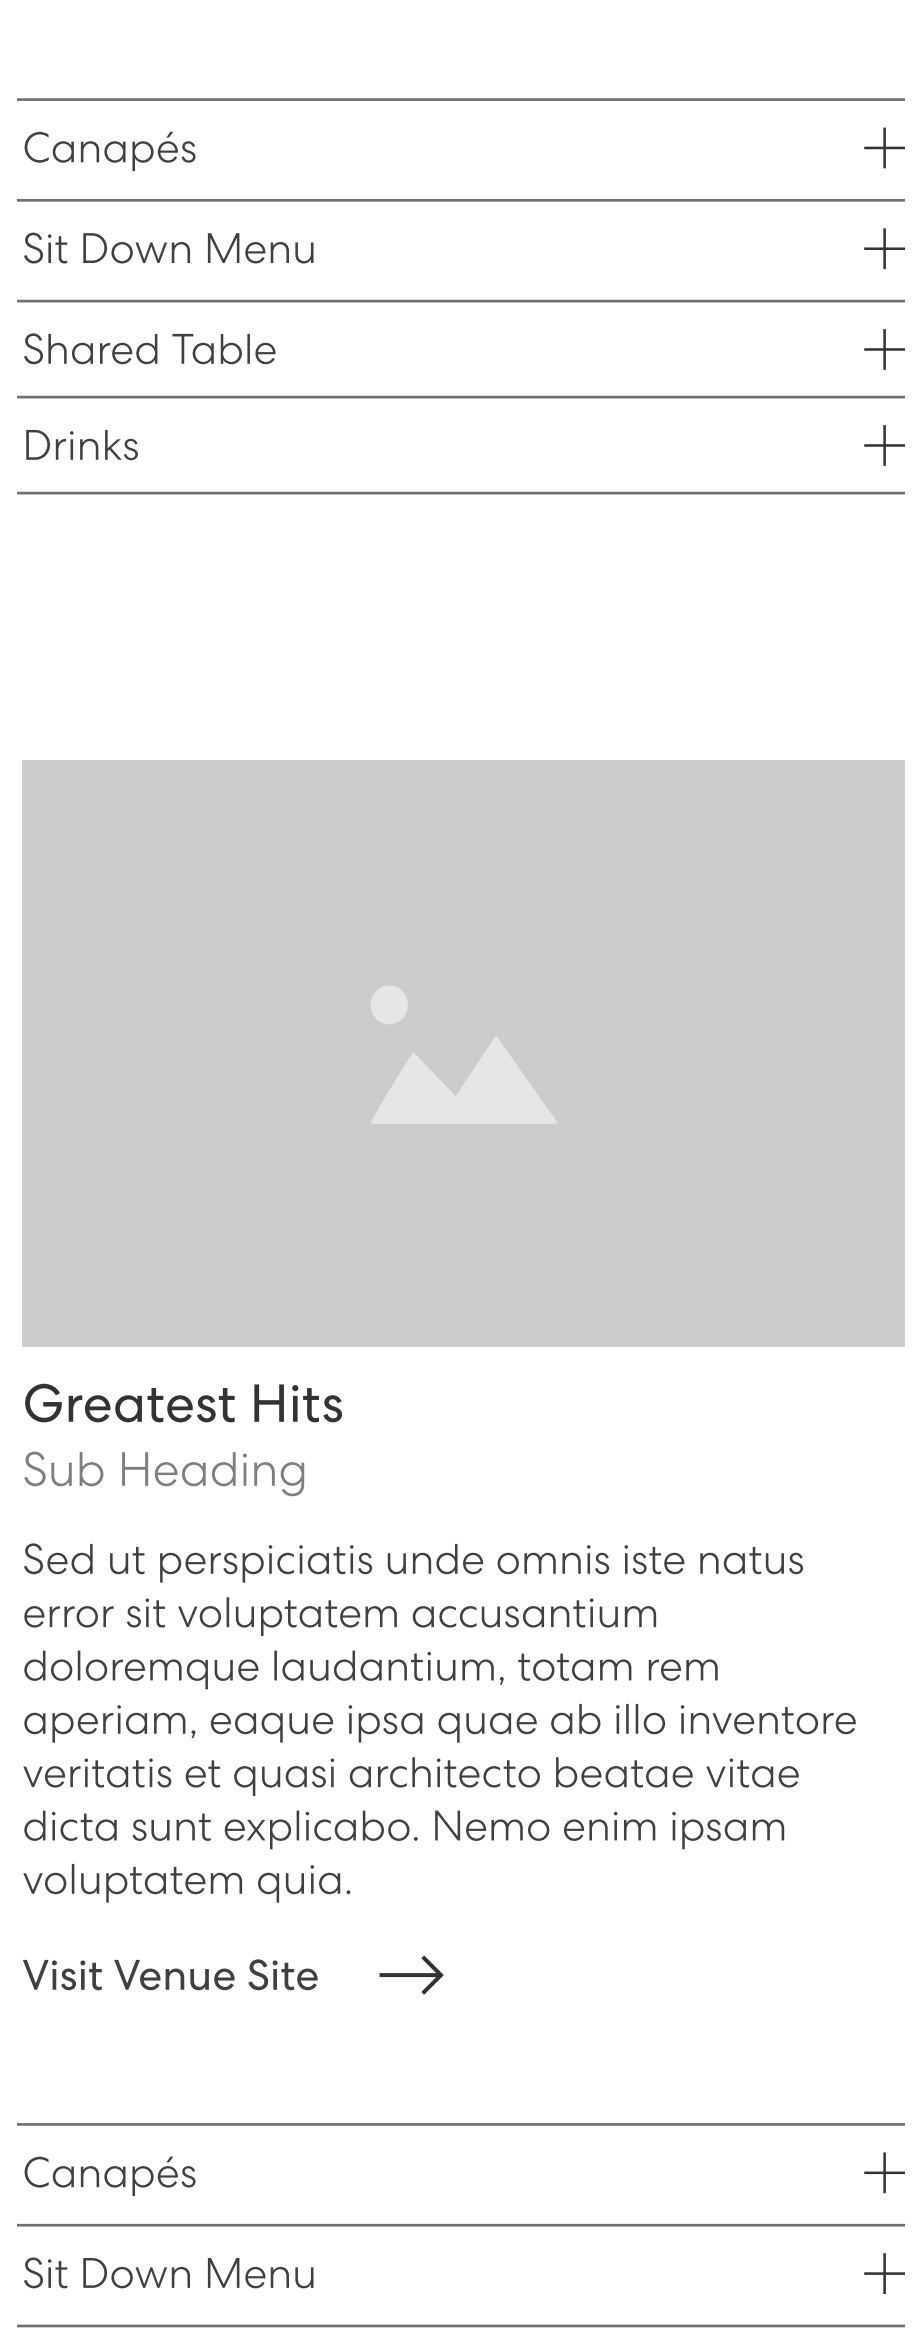 Canapés
Sit Down Menu
Shared Table
Drinks
Greatest Hits
Sub Heading
Sed ut perspiciatis unde omnis iste natus
error sit voluptatem accusantium
doloremque laudantium, totam rem
aperiam, eaque ipsa quae ab illo inventore
veritatis et quasi architecto beatae vitae
dicta sunt explicabo. Nemo enim ipsam
voluptatem quia.
Visit Venue Site
Canapés
Sit Down Menu